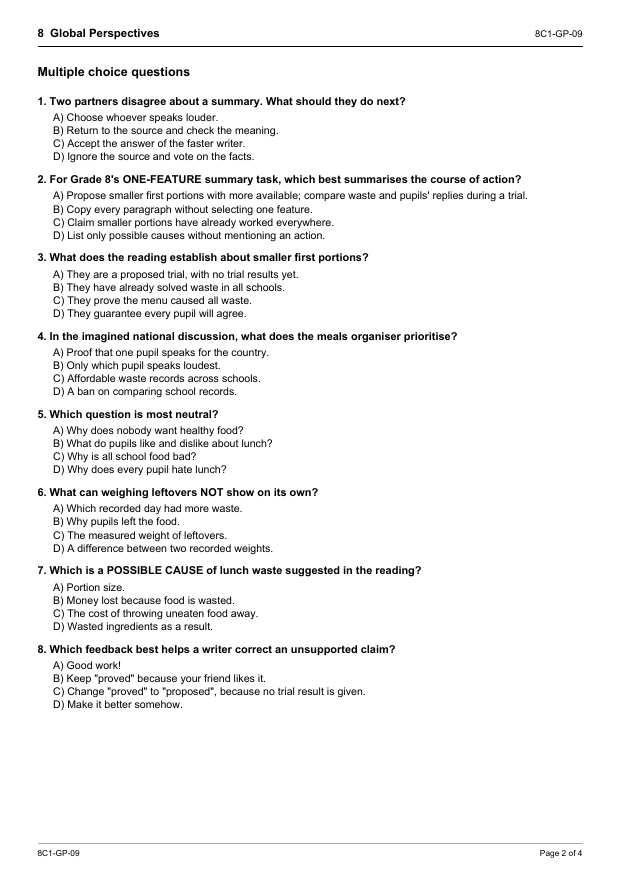 8 Global Perspectives
8C1-GP-09
Multiple choice questions
1. Two partners disagree about a summary. What should they do next?
A) Choose whoever speaks louder.
B) Return to the source and check the meaning.
C) Accept the answer of the faster writer.
D) Ignore the source and vote on the facts.
2. For Grade 8's ONE-FEATURE summary task, which best summarises the course of action?
A) Propose smaller first portions with more available; compare waste and pupils' replies during a trial.
B) Copy every paragraph without selecting one feature.
C) Claim smaller portions have already worked everywhere.
D) List only possible causes without mentioning an action.
3. What does the reading establish about smaller first portions?
A) They are a proposed trial, with no trial results yet.
B) They have already solved waste in all schools.
C) They prove the menu caused all waste.
D) They guarantee every pupil will agree.
4. In the imagined national discussion, what does the meals organiser prioritise?
A) Proof that one pupil speaks for the country.
B) Only which pupil speaks loudest.
C) Affordable waste records across schools.
D) A ban on comparing school records.
5. Which question is most neutral?
A) Why does nobody want healthy food?
B) What do pupils like and dislike about lunch?
C) Why is all school food bad?
D) Why does every pupil hate lunch?
6. What can weighing leftovers NOT show on its own?
A) Which recorded day had more waste.
B) Why pupils left the food.
C) The measured weight of leftovers.
D) A difference between two recorded weights.
7. Which is a POSSIBLE CAUSE of lunch waste suggested in the reading?
A) Portion size.
B) Money lost because food is wasted.
C) The cost of throwing uneaten food away.
D) Wasted ingredients as a result.
8. Which feedback best helps a writer correct an unsupported claim?
A) Good work!
B) Keep "proved" because your friend likes it.
C) Change "proved" to "proposed", because no trial result is given.
D) Make it better somehow.
8C1-GP-09
Page 2 of 4